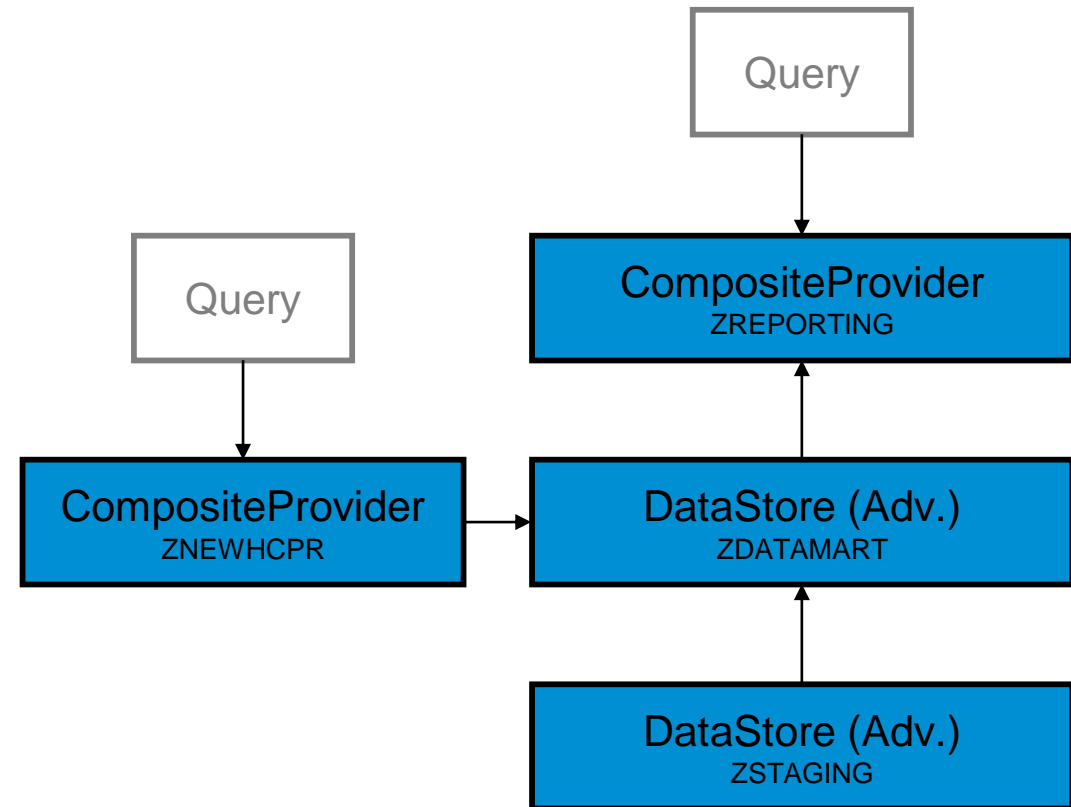 Query
CompositeProvider
ZREPORTING
Query
CompositeProvider
ZNEWHCPR
DataStore (Adv.)
ZDATAMART
DataStore (Adv.)
ZSTAGING